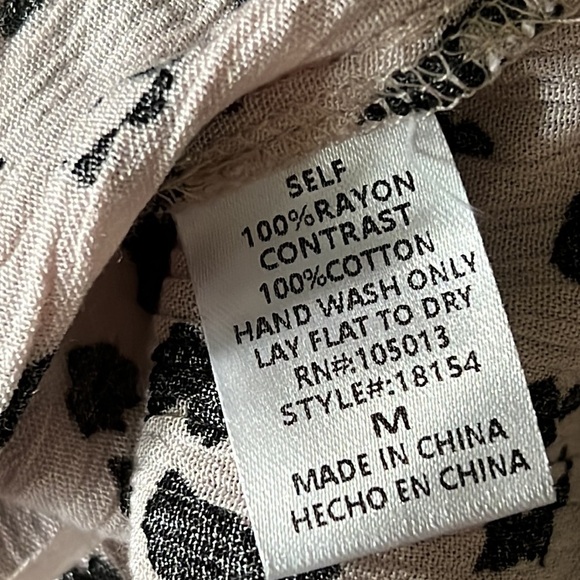 SELF
100%RAYON
CONTRAST
100%COTTON
HAND WASH ONLY
LAY FLAT TO DRY
RN#:105013
STYLE#:18154
M
MADE IN CHINA
HECHO EN CHINA